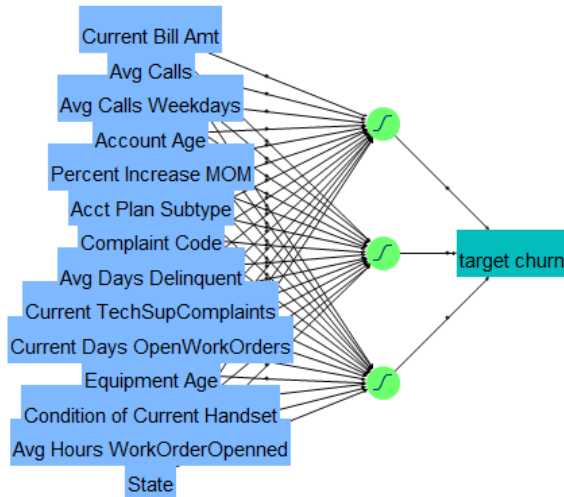 Current Bill Amt
Avg Calls
Avg Calls Weekdays
Account Age
Percent Increase MOM
Acct Plan Subtype
Complaint Code
Avg Days Delinquent
Current TechSupComplaints
Current Days OpenWorkOrders
Equipment Age
Condition of Current Handset
Avg Hours WorkOrderOpenned
State
target churn